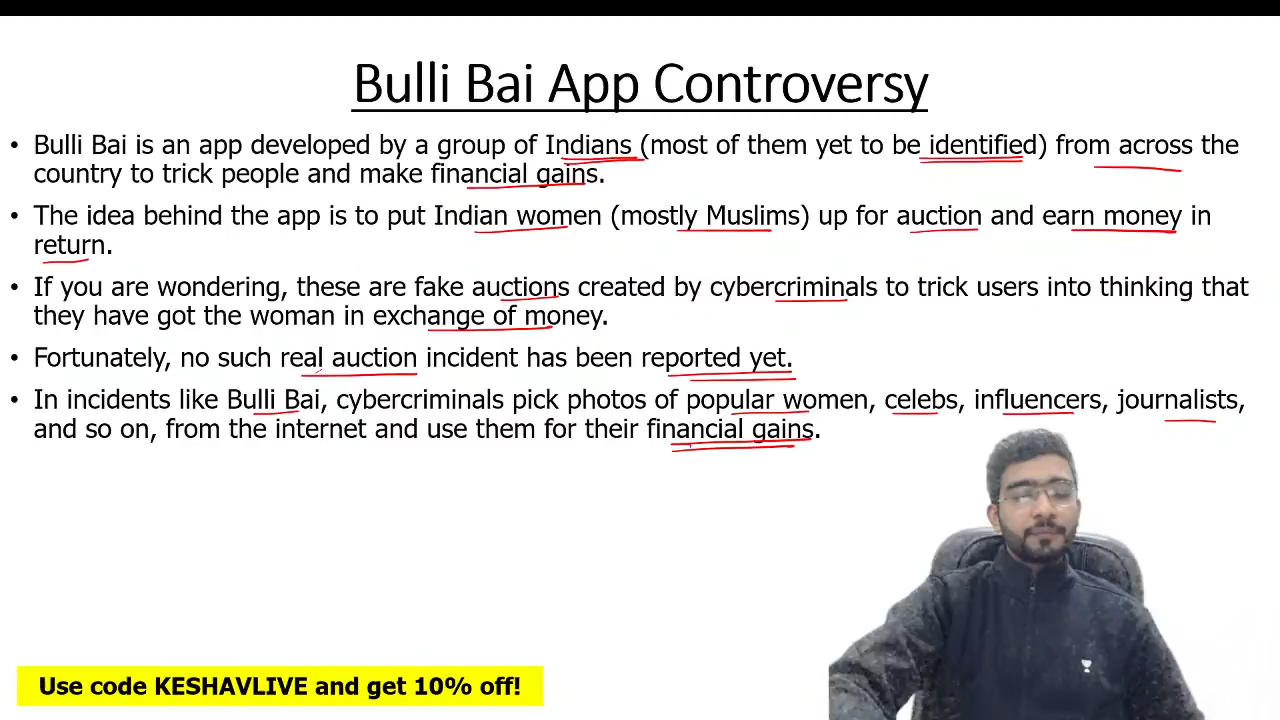 Bulli Bai App Controversy
• Bulli Bai is an app developed by a group of Indians (most of them yet to be identified) from across the
country to trick people and make financial gains.
• The idea behind the app is to put Indian women (mostly Muslims) up for auction and earn money in
return.
• If you are wondering, these are fake auctions created by cybercriminals to trick users into thinking that
they have got the woman in exchange of money.
• Fortunately, no such real auction incident has been reported yet.
• In incidents like Bulli Bai, cybercriminals pick photos of popular women, celebs, influencers, journalists,
and so on, from the internet and use them for their financial gains.
Use code KESHAVLIVE and get 10% off!